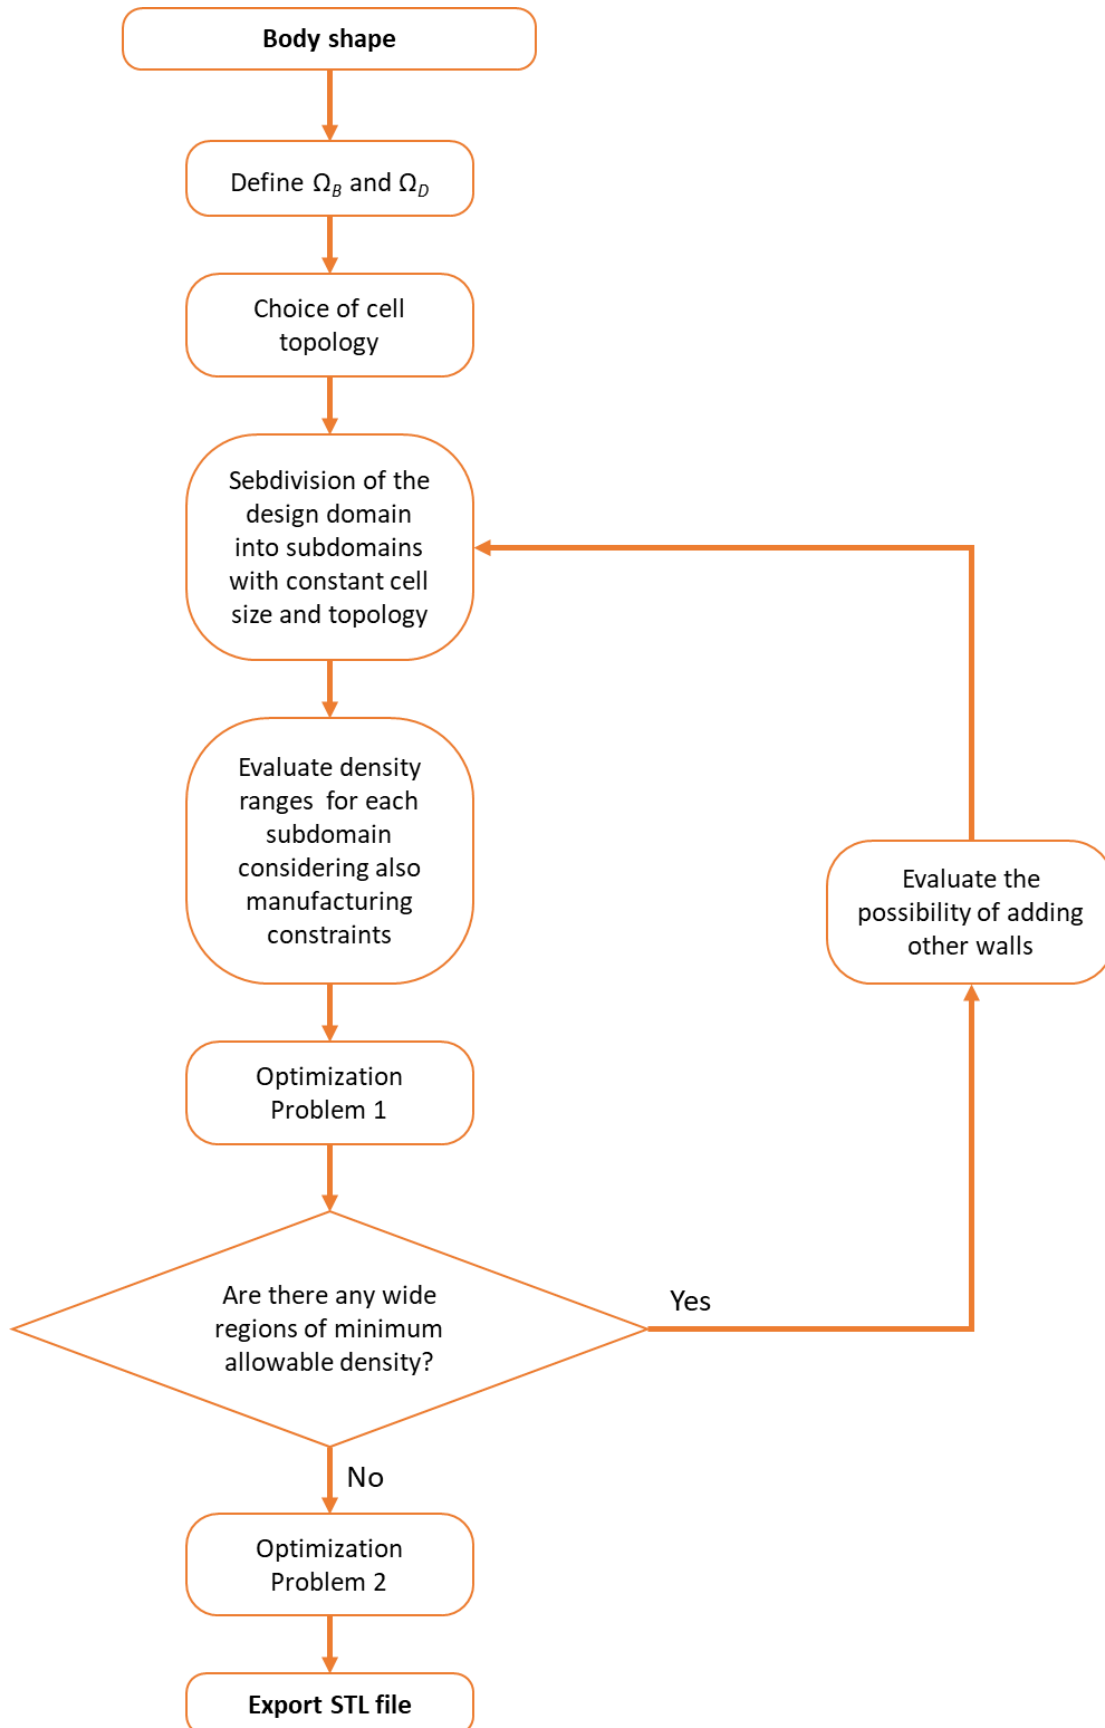 Body shape
Define Ω_B and Ω_D
Choice of cell
topology
Sebdivision of the
design domain
into subdomains
with constant cell
size and topology
Evaluate density
ranges  for each
subdomain
considering also
manufacturing
constraints
Optimization
Problem 1
Are there any wide
regions of minimum
allowable density?
Yes
Evaluate the
possibility of adding
other walls
No
Optimization
Problem 2
Export STL file